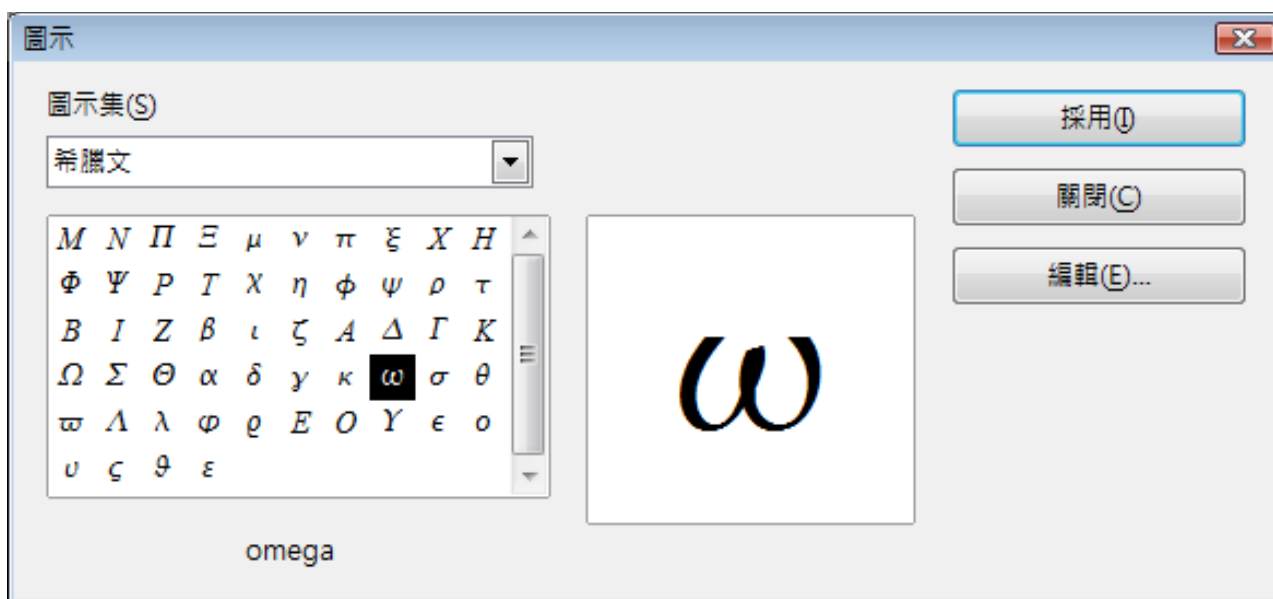 圖示
圖示集(S)
希臘文
採用(I)
關閉(C)
編輯(E)...
Μ Ν Π Ξ μ ν π ξ Χ Η
Φ Ψ Ρ Τ χ η ϕ ψ ρ τ
Β Ι Ζ β ι ζ Α Δ Γ Κ
Ω Σ Θ α δ γ κ ω σ θ
ϖ Λ λ φ ϱ Ε Ο Υ ϵ ο
υ ς ϑ ε
ω
omega